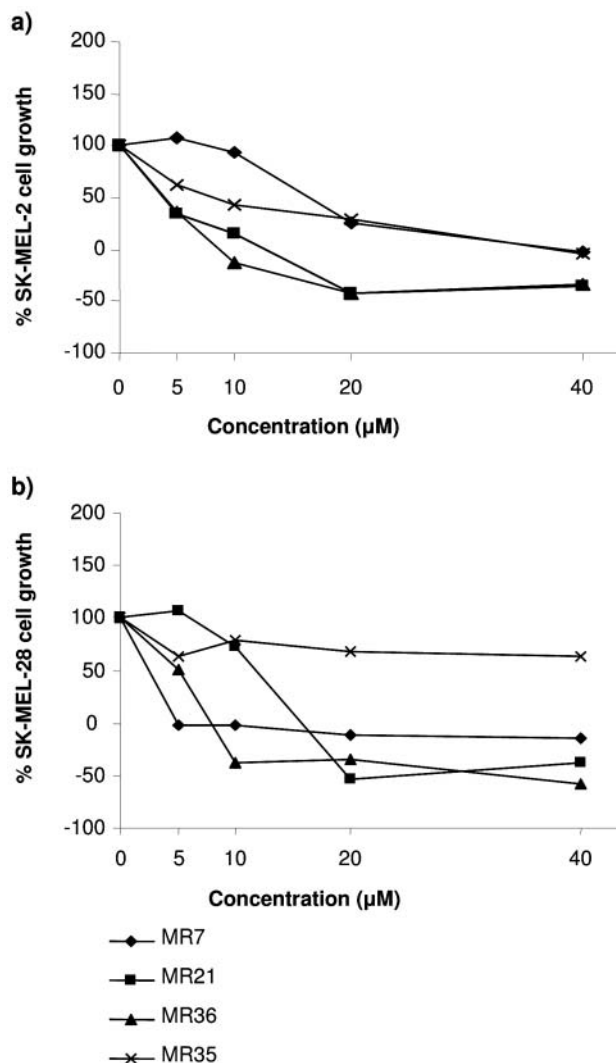 a)
200
150
100
50
0
-50
-100
% SK-MEL-2 cell growth
0 5 10 20 40
Concentration (µM)
b)
200
150
100
50
0
-50
-100
% SK-MEL-28 cell growth
0 5 10 20 40
Concentration (µM)
MR7
MR21
MR36
MR35